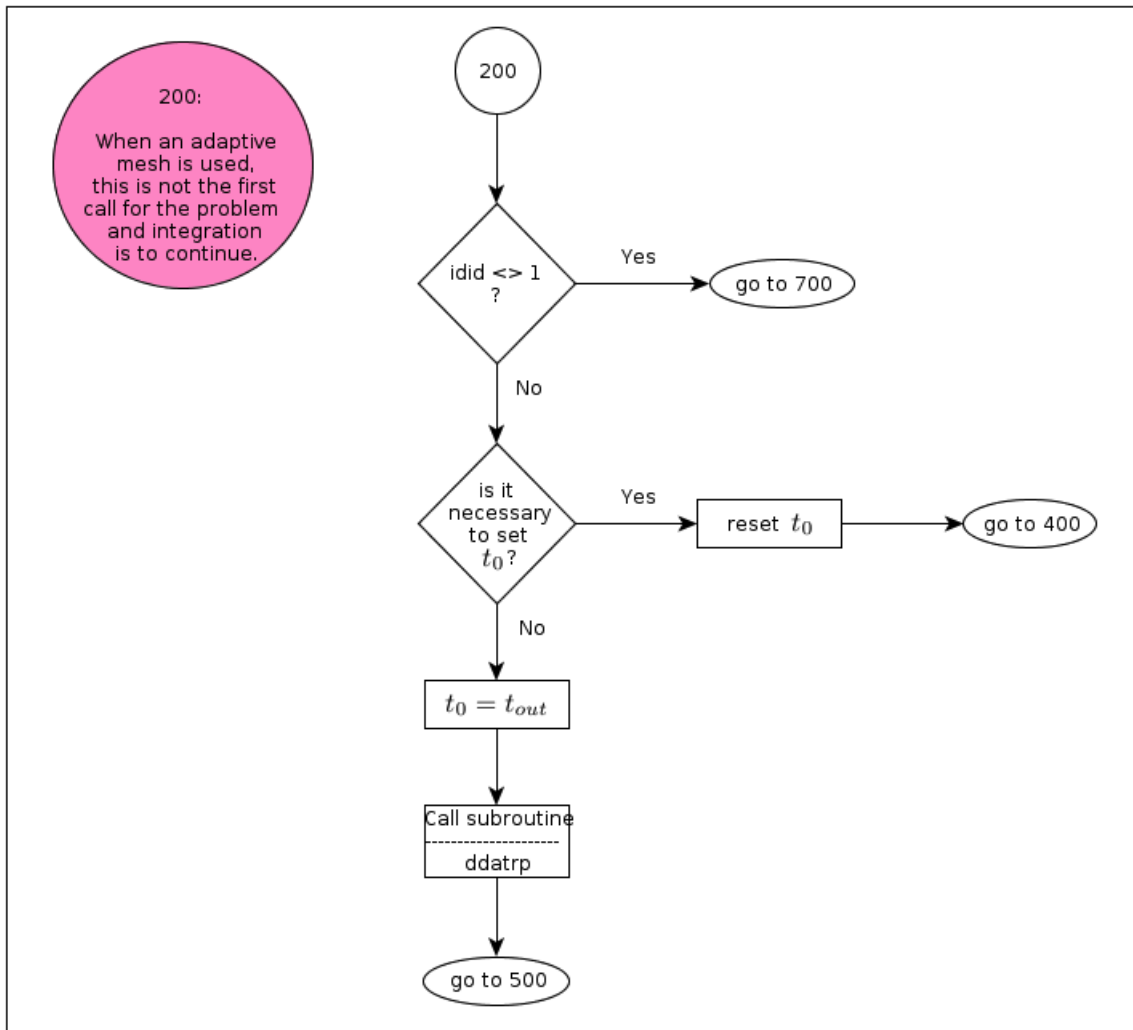 200:
When an adaptive
mesh is used,
this is not the first
call for the problem
and integration
is to continue.
200
idid <> 1
?
Yes
go to 700
No
is it
necessary
to set
t₀?
Yes
reset t₀
go to 400
No
t₀ = tₒᵤₜ
Call subroutine
----------------------
ddatrp
go to 500